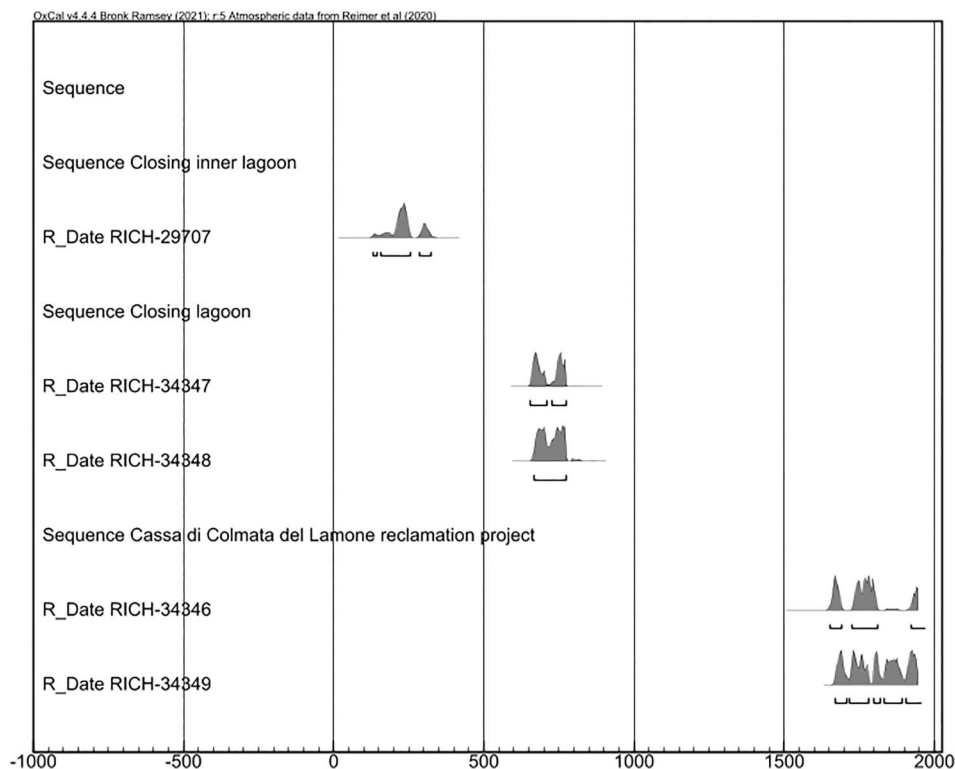 OxCal v4.4.4 Bronk Ramsey (2021); r:5 Atmospheric data from Reimer et al (2020)
Sequence
Sequence Closing inner lagoon
R_Date RICH-29707
Sequence Closing lagoon
R_Date RICH-34347
R_Date RICH-34348
Sequence Cassa di Colmata del Lamone reclamation project
R_Date RICH-34346
R_Date RICH-34349
-1000 -500 0 500 1000 1500 2000